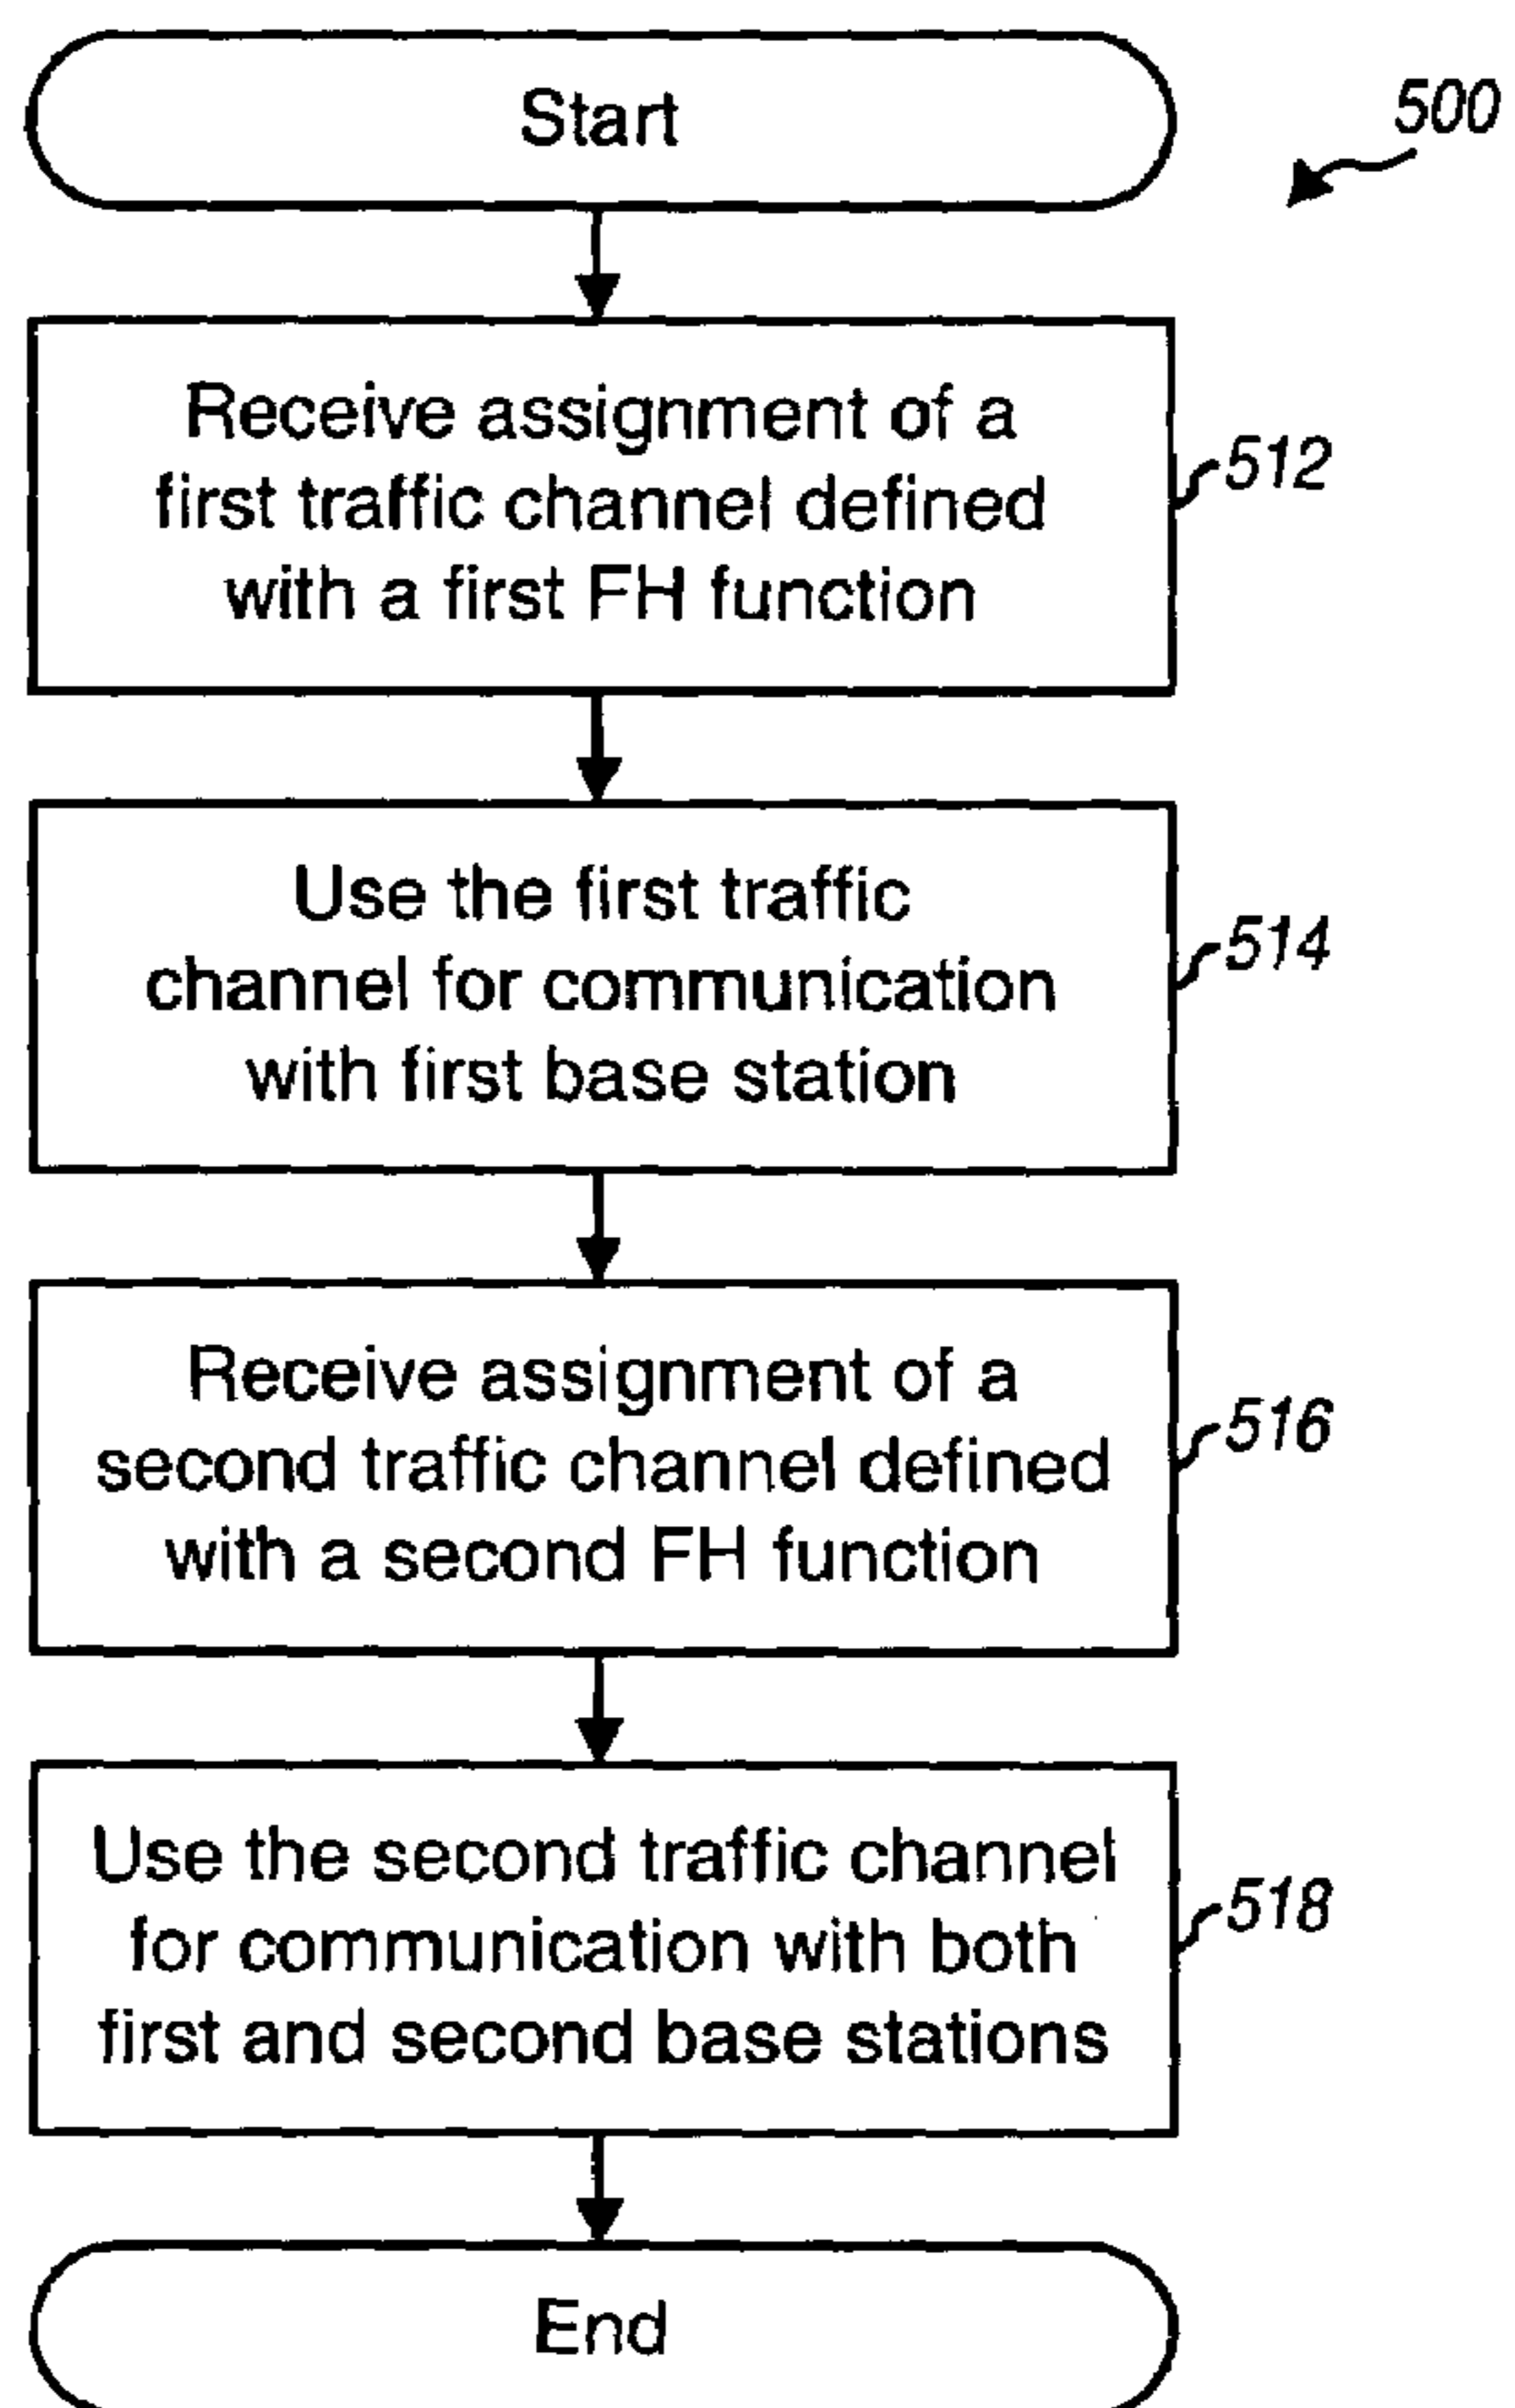 Start
500
Receive assignment of a
first traffic channel defined
with a first FH function
512
Use the first traffic
channel for communication
with first base station
514
Receive assignment of a
second traffic channel defined
with a second FH function
516
Use the second traffic channel
for communication with both
first and second base stations
518
End